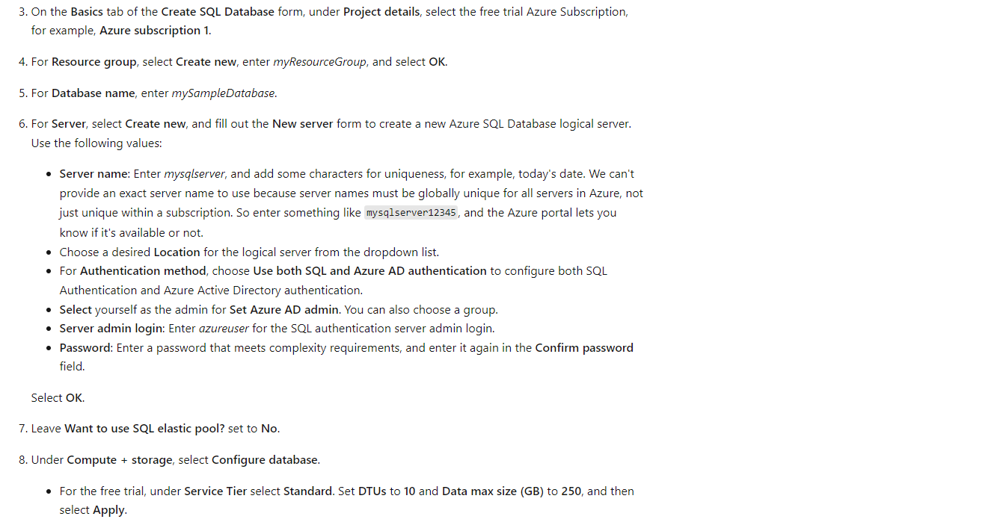 3. On the Basics tab of the Create SQL Database form, under Project details, select the free trial Azure Subscription,
for example, Azure subscription 1.
4. For Resource group, select Create new, enter myResourceGroup, and select OK.
5. For Database name, enter mySampleDatabase.
6. For Server, select Create new, and fill out the New server form to create a new Azure SQL Database logical server.
Use the following values:
• Server name: Enter mysqlserver, and add some characters for uniqueness, for example, today's date. We can't
provide an exact server name to use because server names must be globally unique for all servers in Azure, not
just unique within a subscription. So enter something like mysqlserver12345, and the Azure portal lets you
know if it's available or not.
• Choose a desired Location for the logical server from the dropdown list.
• For Authentication method, choose Use both SQL and Azure AD authentication to configure both SQL
Authentication and Azure Active Directory authentication.
• Select yourself as the admin for Set Azure AD admin. You can also choose a group.
• Server admin login: Enter azureuser for the SQL authentication server admin login.
• Password: Enter a password that meets complexity requirements, and enter it again in the Confirm password
field.
Select OK.
7. Leave Want to use SQL elastic pool? set to No.
8. Under Compute + storage, select Configure database.
• For the free trial, under Service Tier select Standard. Set DTUs to 10 and Data max size (GB) to 250, and then
select Apply.